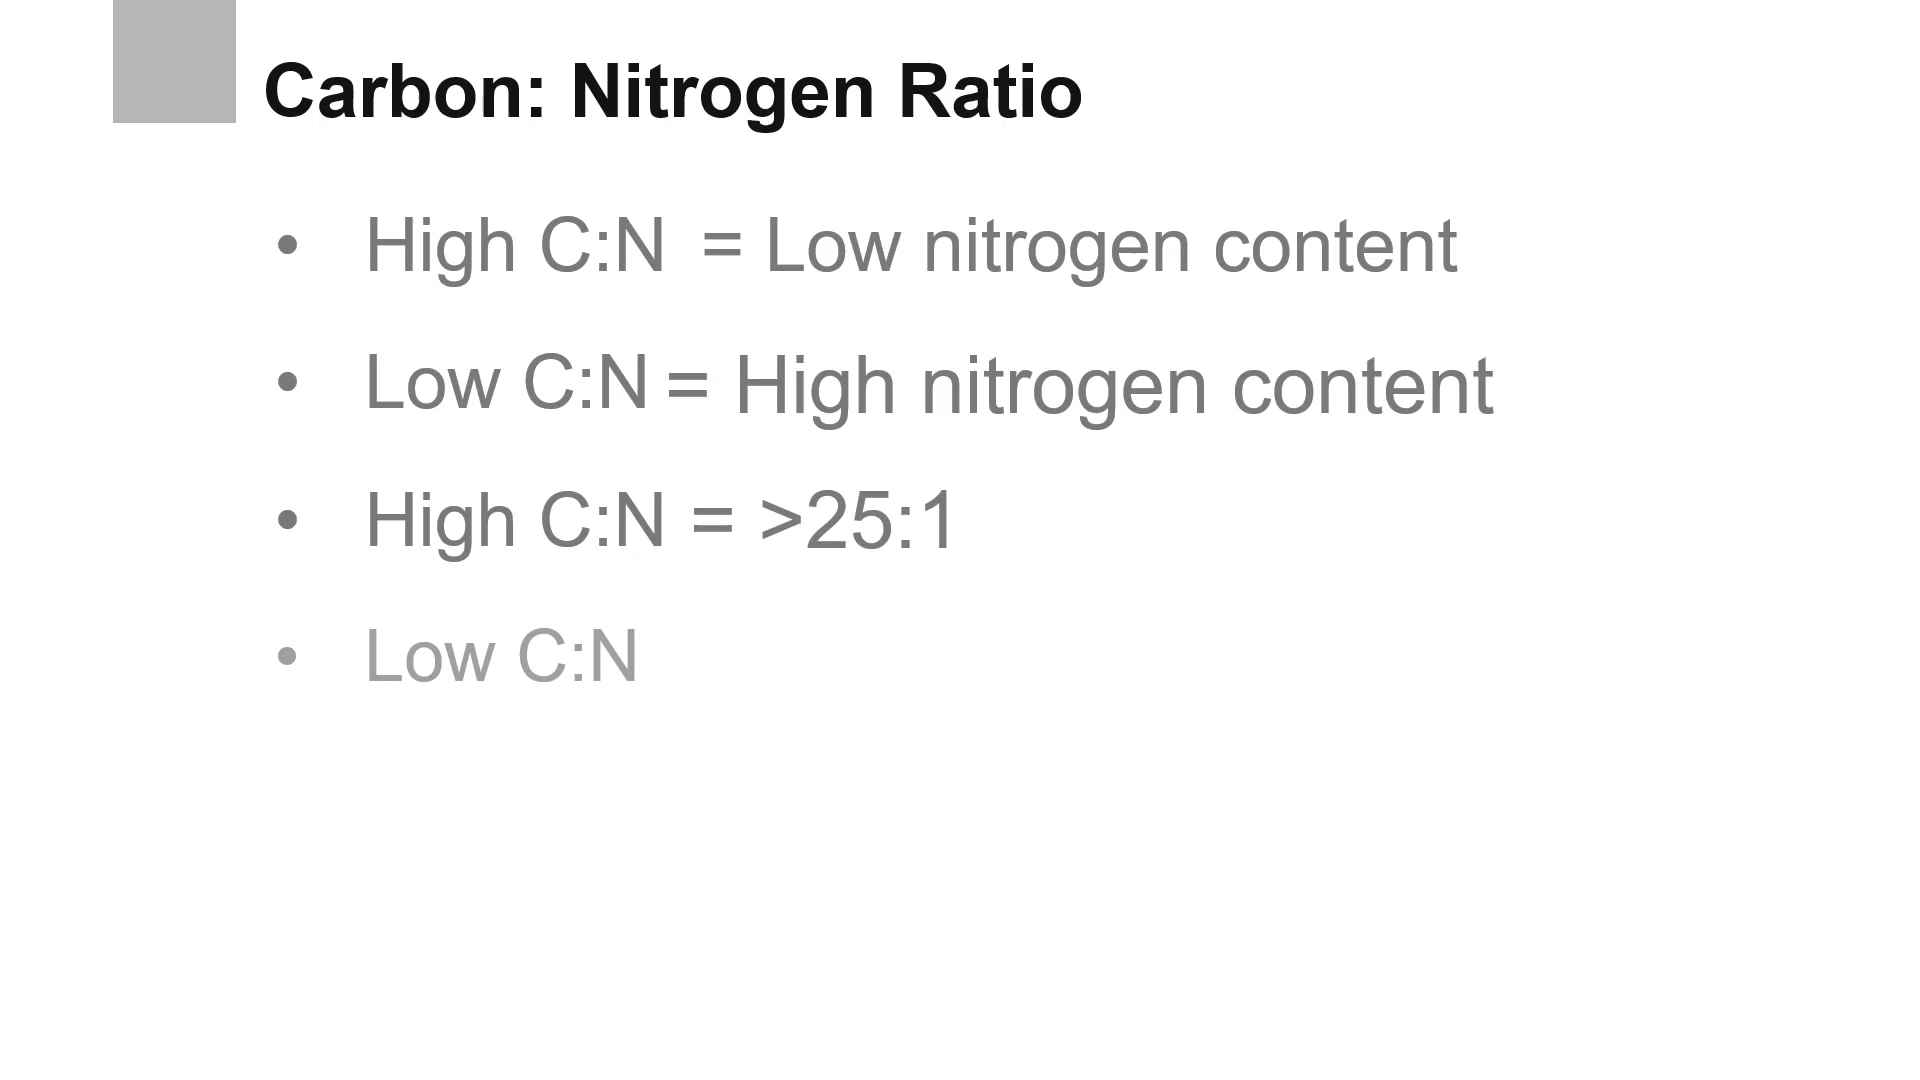 Carbon: Nitrogen Ratio
• High C:N = Low nitrogen content
• Low C:N = High nitrogen content
• High C:N = >25:1
• Low C:N